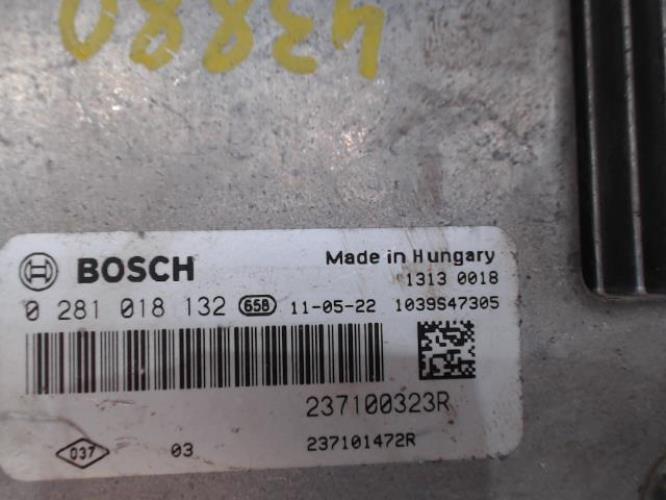 43880
BOSCH Made in Hungary
1313 0018
0 281 018 132 658 11-05-22 1039S47305
237100323R
037 03 237101472R